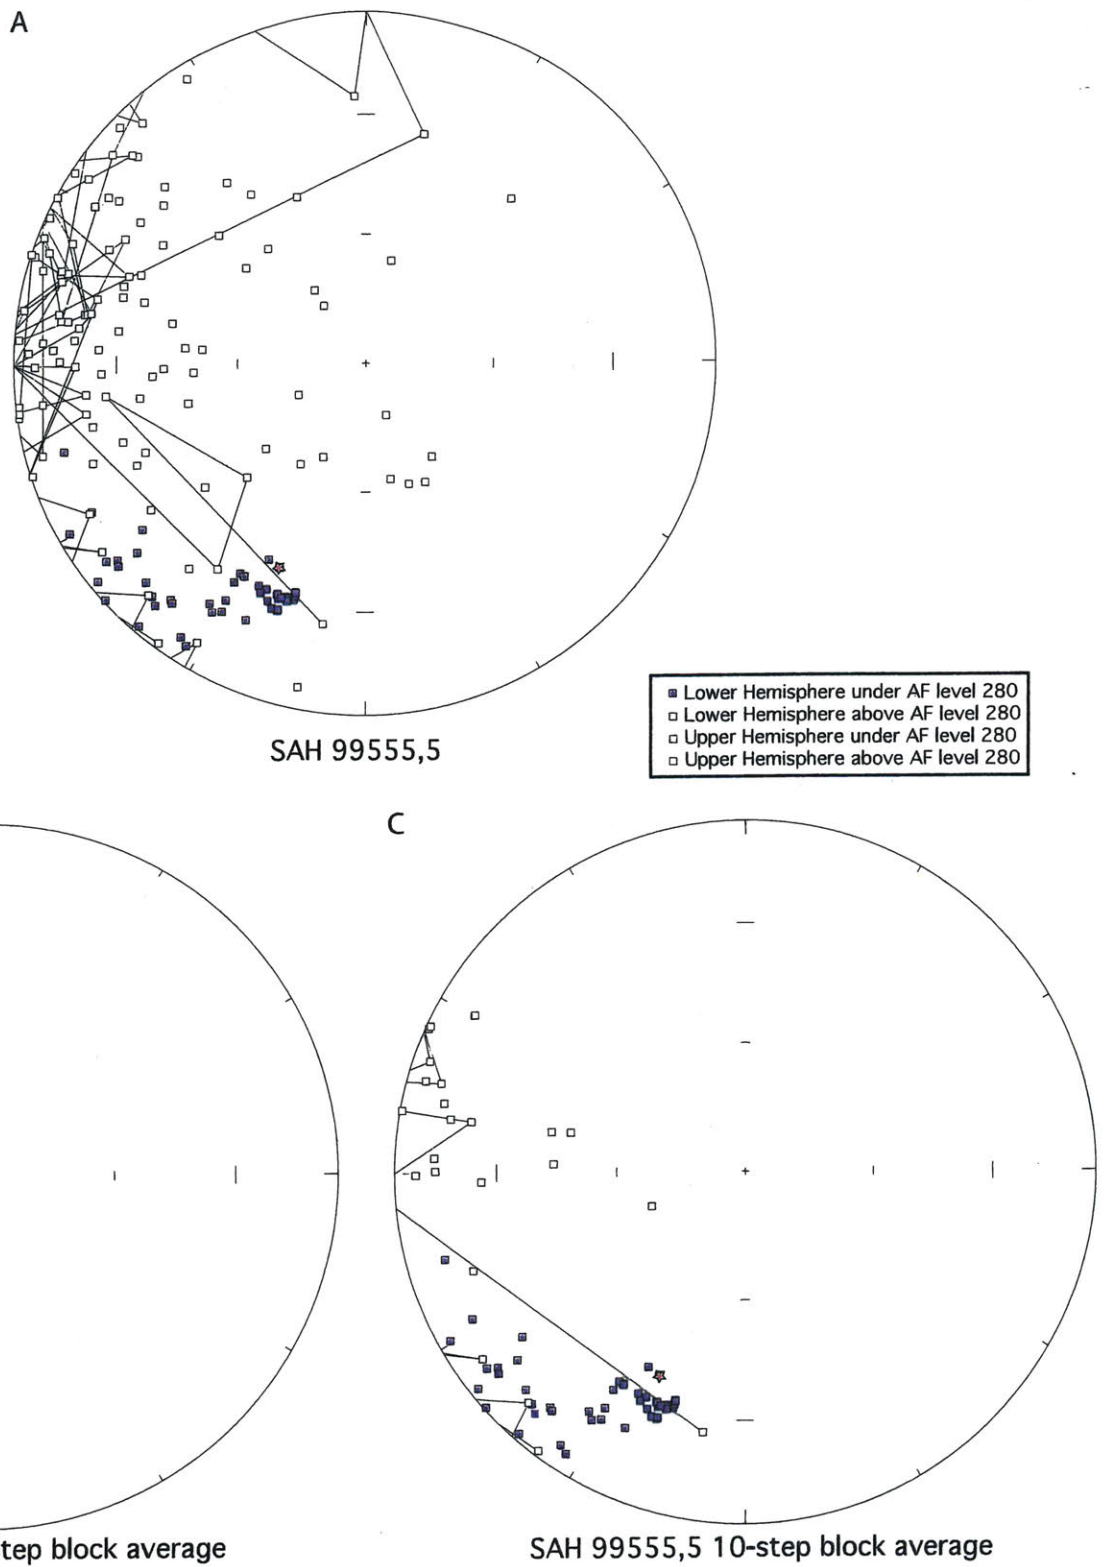 A
SAH 99555,5
Lower Hemisphere under AF level 280
Lower Hemisphere above AF level 280
Upper Hemisphere under AF level 280
Upper Hemisphere above AF level 280
C
tep block average
SAH 99555,5 10-step block average